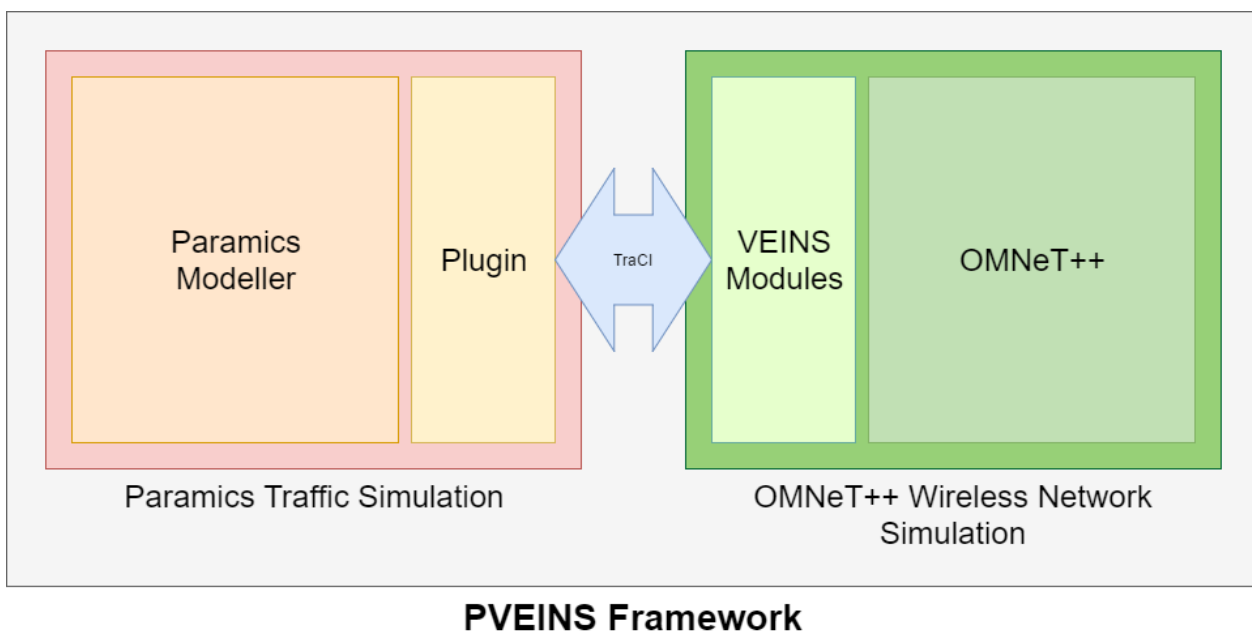 Paramics
Modeller
Plugin
TraCI
VEINS
Modules
OMNeT++
Paramics Traffic Simulation
OMNeT++ Wireless Network
Simulation
PVEINS Framework